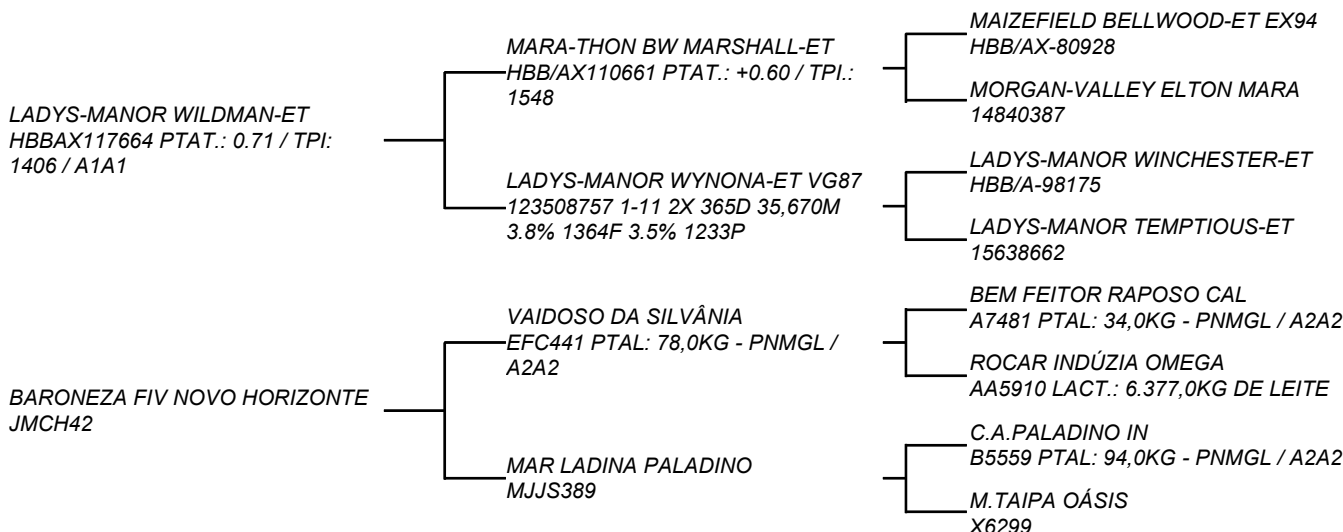 LADYS-MANOR WILDMAN-ET
HBBAX117664 PTAT.: 0.71 / TPI:
1406 / A1A1
BARONEZA FIV NOVO HORIZONTE
JMCH42
MARA-THON BW MARSHALL-ET
HBB/AX110661 PTAT.: +0.60 / TPI.:
1548
LADYS-MANOR WYNONA-ET VG87
123508757 1-11 2X 365D 35,670M
3.8% 1364F 3.5% 1233P
VAIDOSO DA SILVÂNIA
EFC441 PTAL: 78,0KG - PNMGL /
A2A2
MAR LADINA PALADINO
MJJS389
MAIZEFIELD BELLWOOD-ET EX94
HBB/AX-80928
MORGAN-VALLEY ELTON MARA
14840387
LADYS-MANOR WINCHESTER-ET
HBB/A-98175
LADYS-MANOR TEMPTIOUS-ET
15638662
BEM FEITOR RAPOSO CAL
A7481 PTAL: 34,0KG - PNMGL / A2A2
ROCAR INDÚZIA OMEGA
AA5910 LACT.: 6.377,0KG DE LEITE
C.A.PALADINO IN
B5559 PTAL: 94,0KG - PNMGL / A2A2
M.TAIPA OÁSIS
X6299